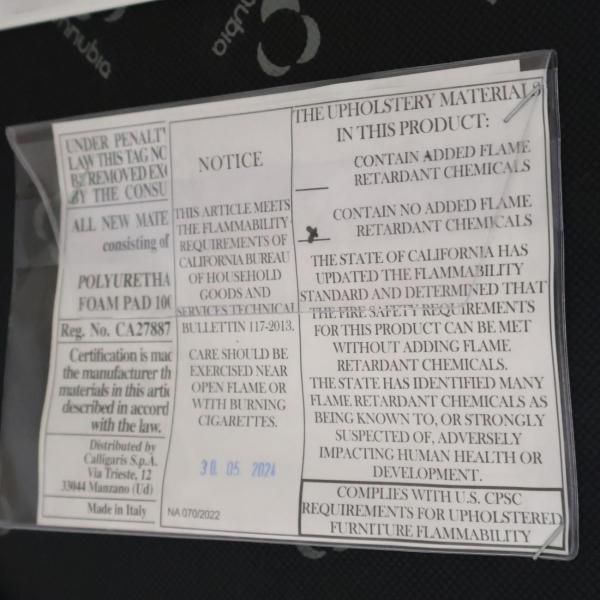 nnubia
nnubia
UNDER PENALT
LAW THIS TAG NO
BE REMOVED EX
BY THE CONSU
ALL NEW MATE
consisting of
POLYURETHA
FOAM PAD 100
Reg. No. CA27887
Certification is mad
the manufacturer th
materials in this arti
described in accord
with the law.
Distributed by
Calligaris S.p.A.
Via Trieste, 12
33044 Manzano (Ud)
Made in Italy
NOTICE
THIS ARTICLE MEETS
THE FLAMMABILITY
REQUIREMENTS OF
CALIFORNIA BUREAU
OF HOUSEHOLD
GOODS AND
SERVICES TECHNICAL
BULLETTIN 117-2013.
CARE SHOULD BE
EXERCISED NEAR
OPEN FLAME OR
WITH BURNING
CIGARETTES.
30. 05. 2024
NA 070/2022
THE UPHOLSTERY MATERIALS
IN THIS PRODUCT:
CONTAIN ADDED FLAME
RETARDANT CHEMICALS
CONTAIN NO ADDED FLAME
RETARDANT CHEMICALS
THE STATE OF CALIFORNIA HAS
UPDATED THE FLAMMABILITY
STANDARD AND DETERMINED THAT
THE FIRE SAFETY REQUIREMENTS
FOR THIS PRODUCT CAN BE MET
WITHOUT ADDING FLAME
RETARDANT CHEMICALS.
THE STATE HAS IDENTIFIED MANY
FLAME RETARDANT CHEMICALS AS
BEING KNOWN TO, OR STRONGLY
SUSPECTED OF, ADVERSELY
IMPACTING HUMAN HEALTH OR
DEVELOPMENT.
COMPLIES WITH U.S. CPSC
REQUIREMENTS FOR UPHOLSTERED
FURNITURE FLAMMABILITY